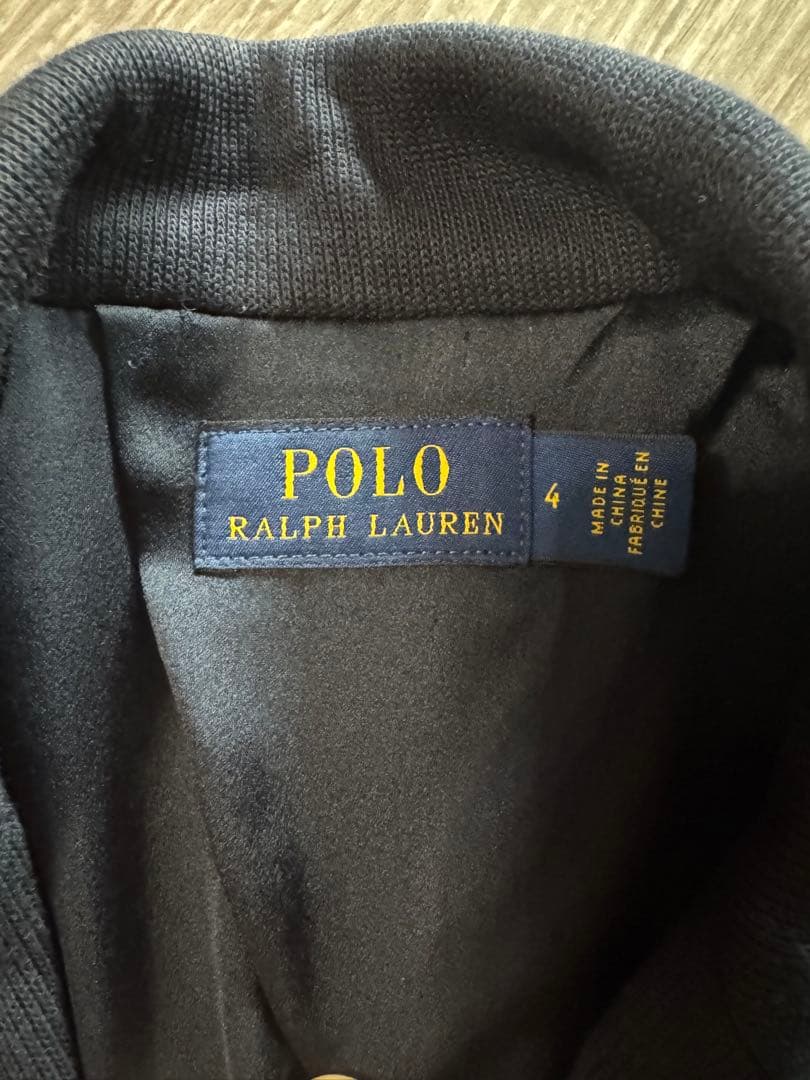 POLO
RALPH LAUREN
4
MADE IN
CHINA
FABRIQUÉ EN
CHINE